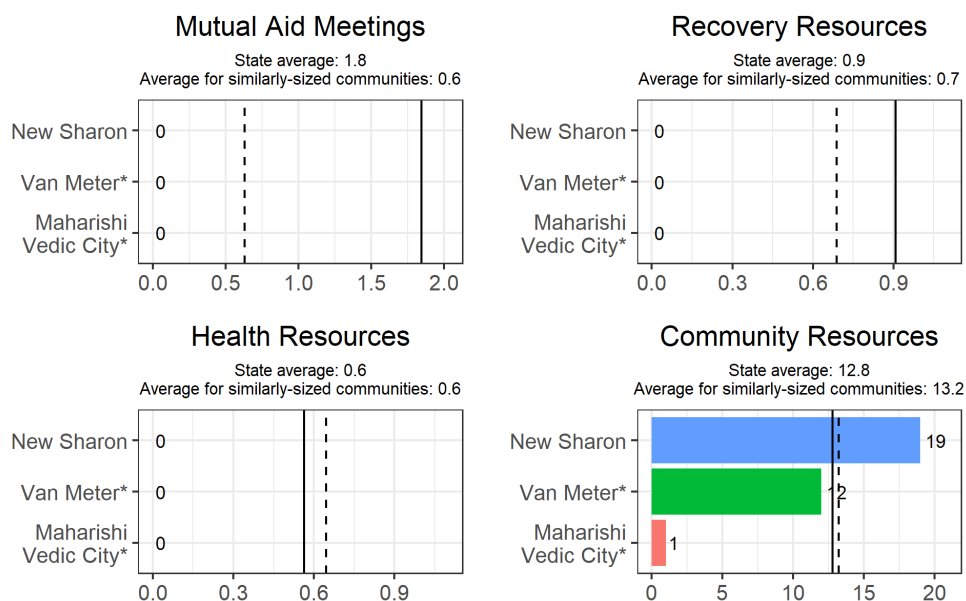 Mutual Aid Meetings
State average: 1.8
Average for similarly-sized communities: 0.6
New Sharon
0
Van Meter*
0
Maharishi
Vedic City*
0
0.0 0.5 1.0 1.5 2.0
Recovery Resources
State average: 0.9
Average for similarly-sized communities: 0.7
New Sharon
0
Van Meter*
0
Maharishi
Vedic City*
0
0.0 0.3 0.6 0.9
Health Resources
State average: 0.6
Average for similarly-sized communities: 0.6
New Sharon
0
Van Meter*
0
Maharishi
Vedic City*
0
0.0 0.3 0.6 0.9
Community Resources
State average: 12.8
Average for similarly-sized communities: 13.2
New Sharon
19
Van Meter*
12
Maharishi
Vedic City*
1
0 5 10 15 20